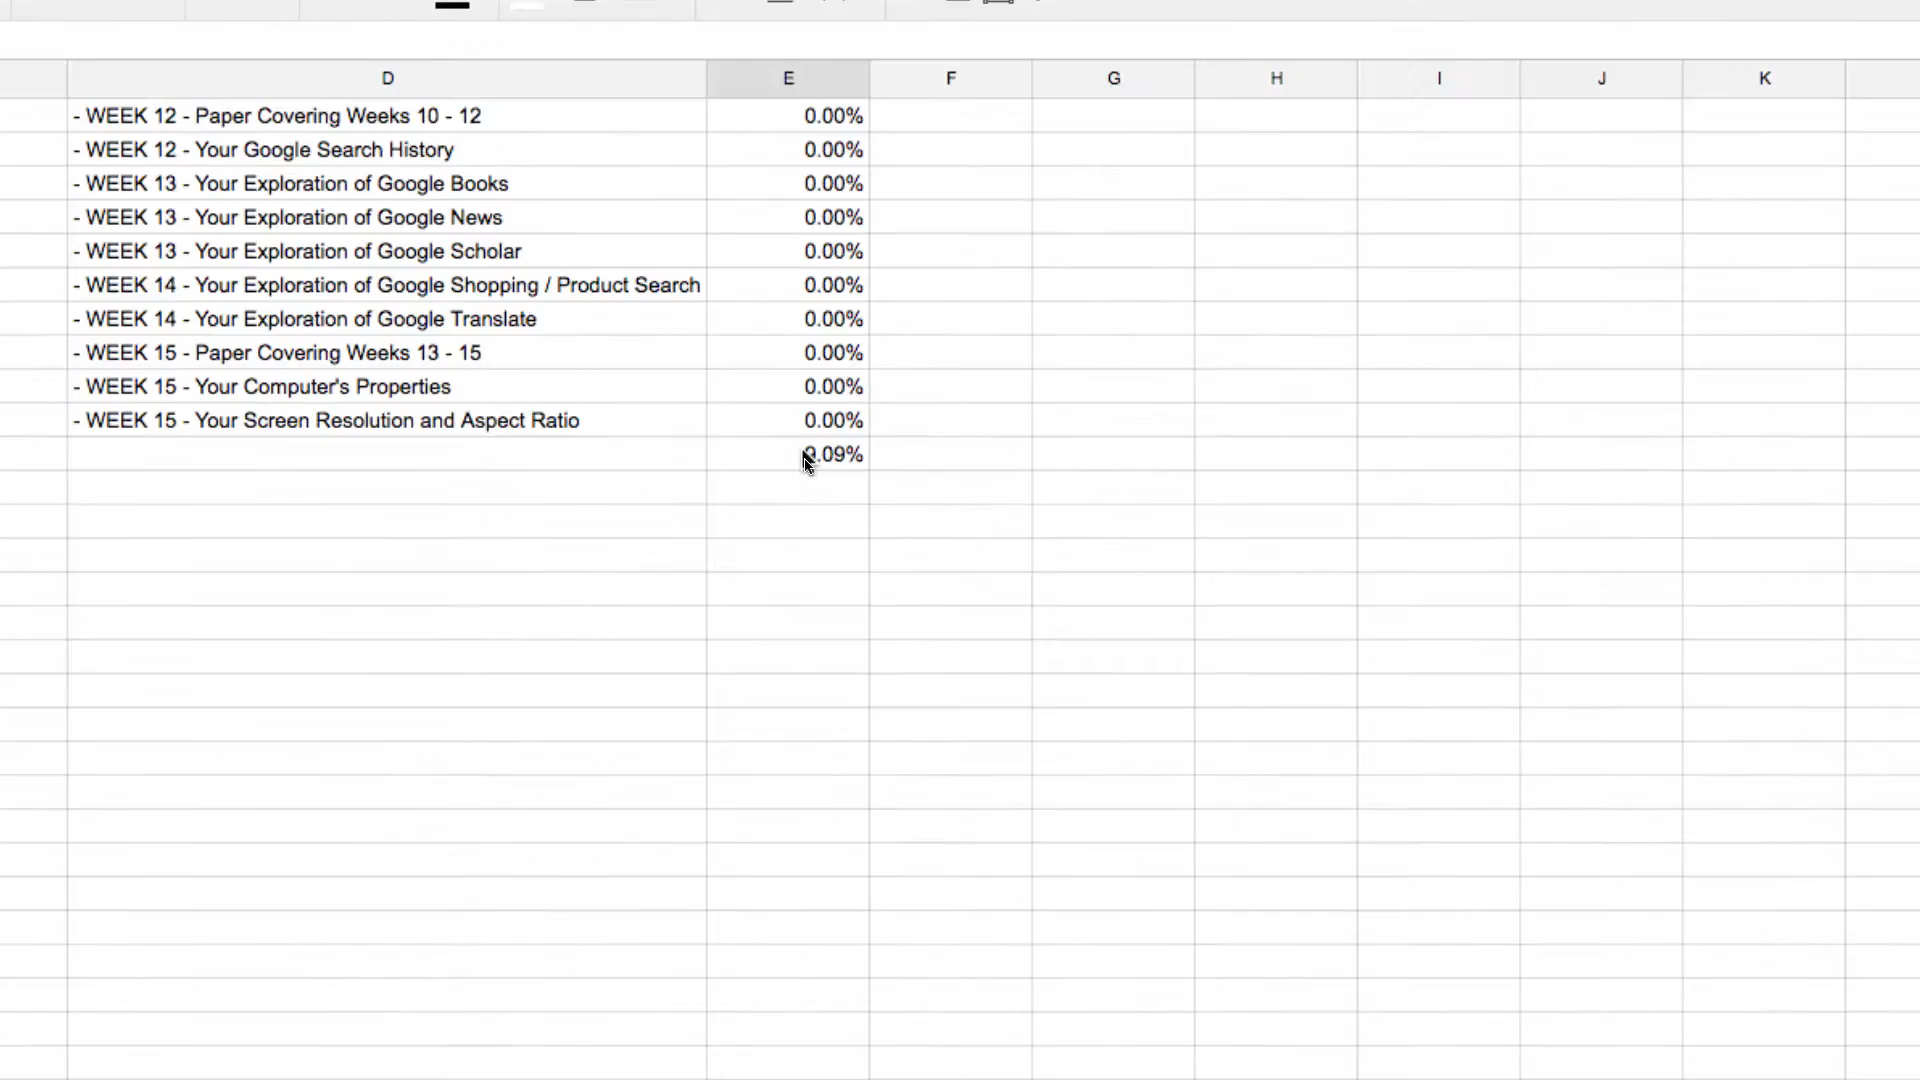 D E F G H I J K
- WEEK 12 - Paper Covering Weeks 10 - 12 0.00%
- WEEK 12 - Your Google Search History 0.00%
- WEEK 13 - Your Exploration of Google Books 0.00%
- WEEK 13 - Your Exploration of Google News 0.00%
- WEEK 13 - Your Exploration of Google Scholar 0.00%
- WEEK 14 - Your Exploration of Google Shopping / Product Search 0.00%
- WEEK 14 - Your Exploration of Google Translate 0.00%
- WEEK 15 - Paper Covering Weeks 13 - 15 0.00%
- WEEK 15 - Your Computer's Properties 0.00%
- WEEK 15 - Your Screen Resolution and Aspect Ratio 0.00%